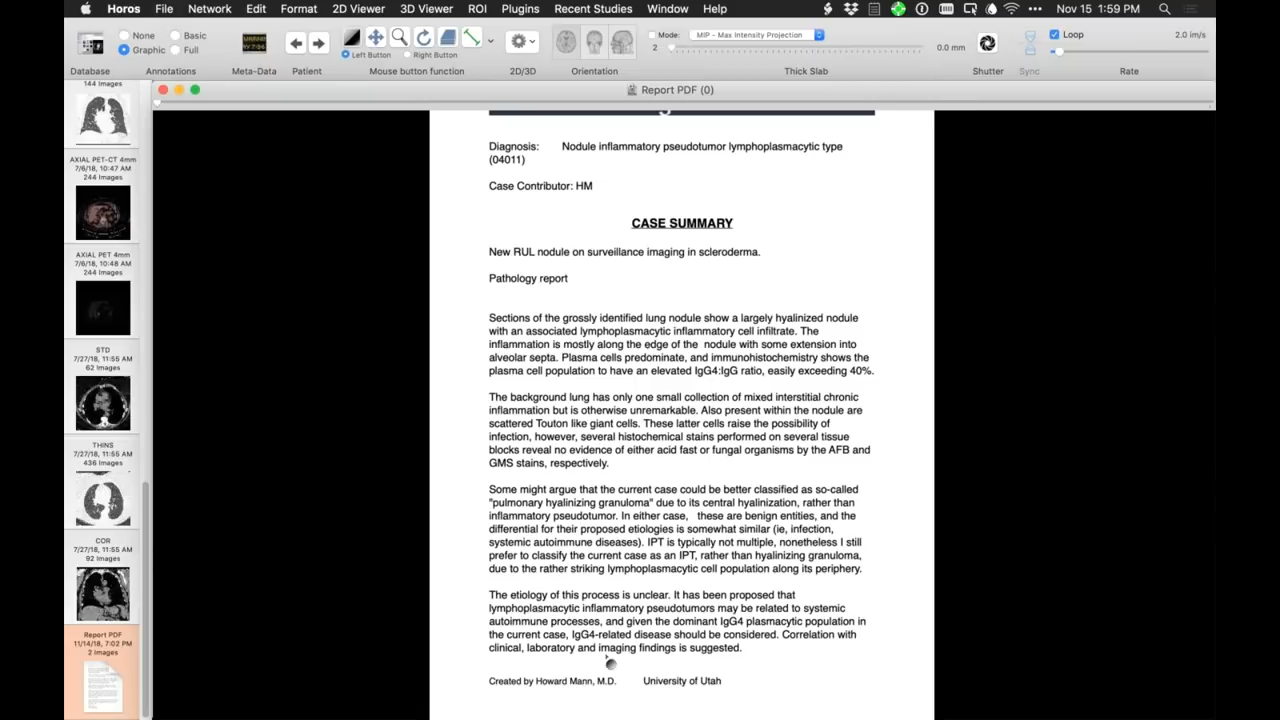 Horos File Network Edit Format 2D Viewer 3D Viewer ROI Plugins Recent Studies Window Help Nov 15 1:59 PM
None Basic
Graphic Full
Left Button Right Button
Mode: MIP - Max Intensity Projection
2 0.0 mm
Loop 2.0 im/s
Database Annotations Meta-Data Patient Mouse button function 2D/3D Orientation Thick Slab Shutter Sync Rate
Report PDF (0)
144 Images
AXIAL PET-CT 4mm
7/6/18, 10:47 AM
244 Images
AXIAL PET 4mm
7/6/18, 10:48 AM
244 Images
STD
7/27/18, 11:55 AM
62 Images
THINS
7/27/18, 11:55 AM
436 Images
COR
7/27/18, 11:55 AM
92 Images
Report PDF
11/14/18, 7:02 PM
2 Images
Diagnosis: Nodule inflammatory pseudotumor lymphoplasmacytic type
(04011)
Case Contributor: HM
CASE SUMMARY
New RUL nodule on surveillance imaging in scleroderma.
Pathology report
Sections of the grossly identified lung nodule show a largely hyalinized nodule
with an associated lymphoplasmacytic inflammatory cell infiltrate. The
inflammation is mostly along the edge of the nodule with some extension into
alveolar septa. Plasma cells predominate, and immunohistochemistry shows the
plasma cell population to have an elevated IgG4:IgG ratio, easily exceeding 40%.
The background lung has only one small collection of mixed interstitial chronic
inflammation but is otherwise unremarkable. Also present within the nodule are
scattered Touton like giant cells. These latter cells raise the possibility of
infection, however, several histochemical stains performed on several tissue
blocks reveal no evidence of either acid fast or fungal organisms by the AFB and
GMS stains, respectively.
Some might argue that the current case could be better classified as so-called
"pulmonary hyalinizing granuloma" due to its central hyalinization, rather than
inflammatory pseudotumor. In either case, these are benign entities, and the
differential for their proposed etiologies is somewhat similar (ie, infection,
systemic autoimmune diseases). IPT is typically not multiple, nonetheless I still
prefer to classify the current case as an IPT, rather than hyalinizing granuloma,
due to the rather striking lymphoplasmacytic cell population along its periphery.
The etiology of this process is unclear. It has been proposed that
lymphoplasmacytic inflammatory pseudotumors may be related to systemic
autoimmune processes, and given the dominant IgG4 plasmacytic population in
the current case, IgG4-related disease should be considered. Correlation with
clinical, laboratory and imaging findings is suggested.
Created by Howard Mann, M.D. University of Utah